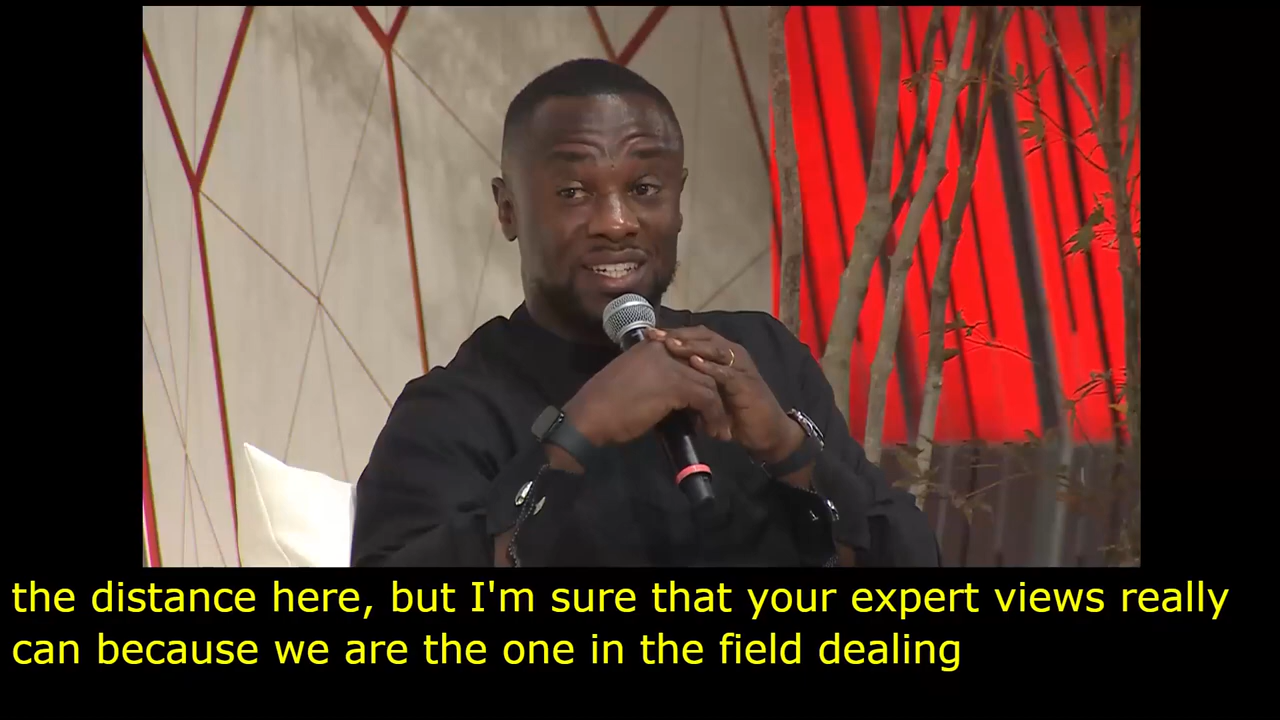 the distance here, but I'm sure that your expert views really
can because we are the one in the field dealing